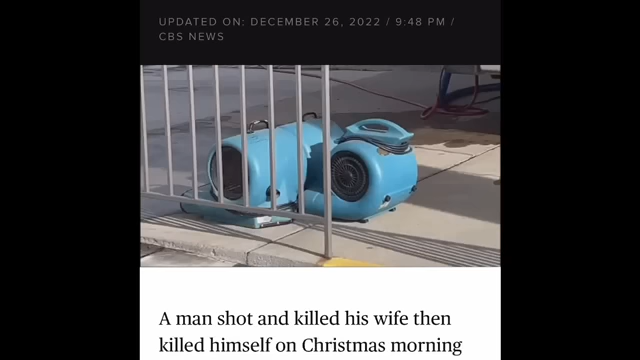 UPDATED ON: DECEMBER 26, 2022 / 9:48 PM /
CBS NEWS
A man shot and killed his wife then
killed himself on Christmas morning